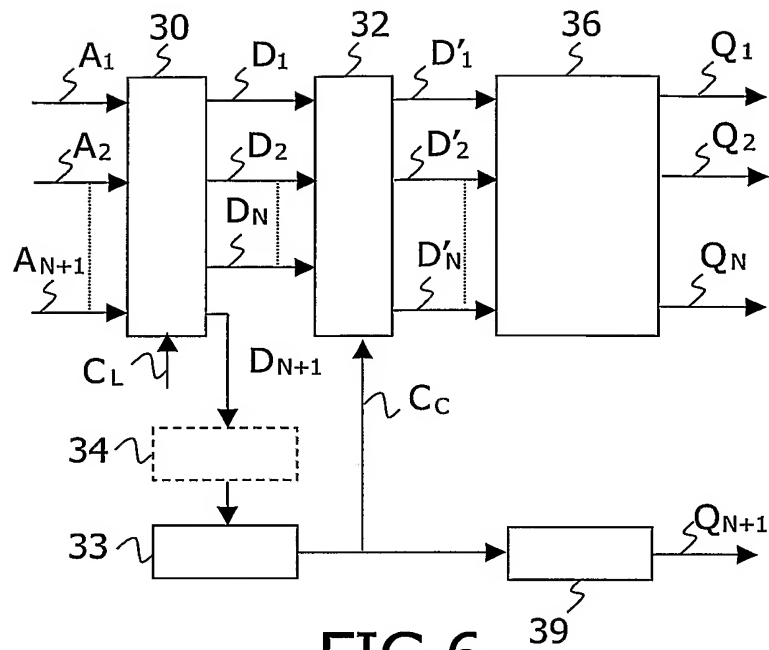 30 32 36
A1 D1 D'1 Q1
A2 D2 D'2 Q2
AN+1 DN D'N QN
CL DN+1 CC
34
33 QN+1
39
FIG.6